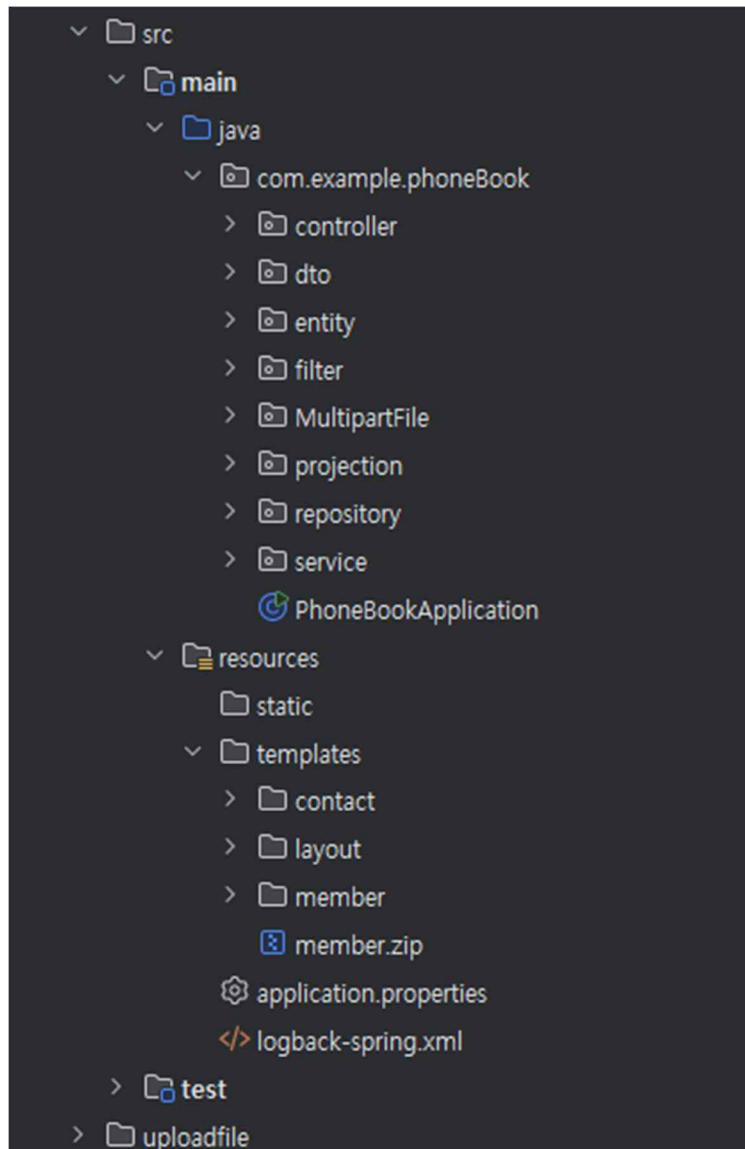 src
main
java
com.example.phoneBook
controller
dto
entity
filter
MultipartFile
projection
repository
service
PhoneBookApplication
resources
static
templates
contact
layout
member
member.zip
application.properties
logback-spring.xml
test
uploadfile